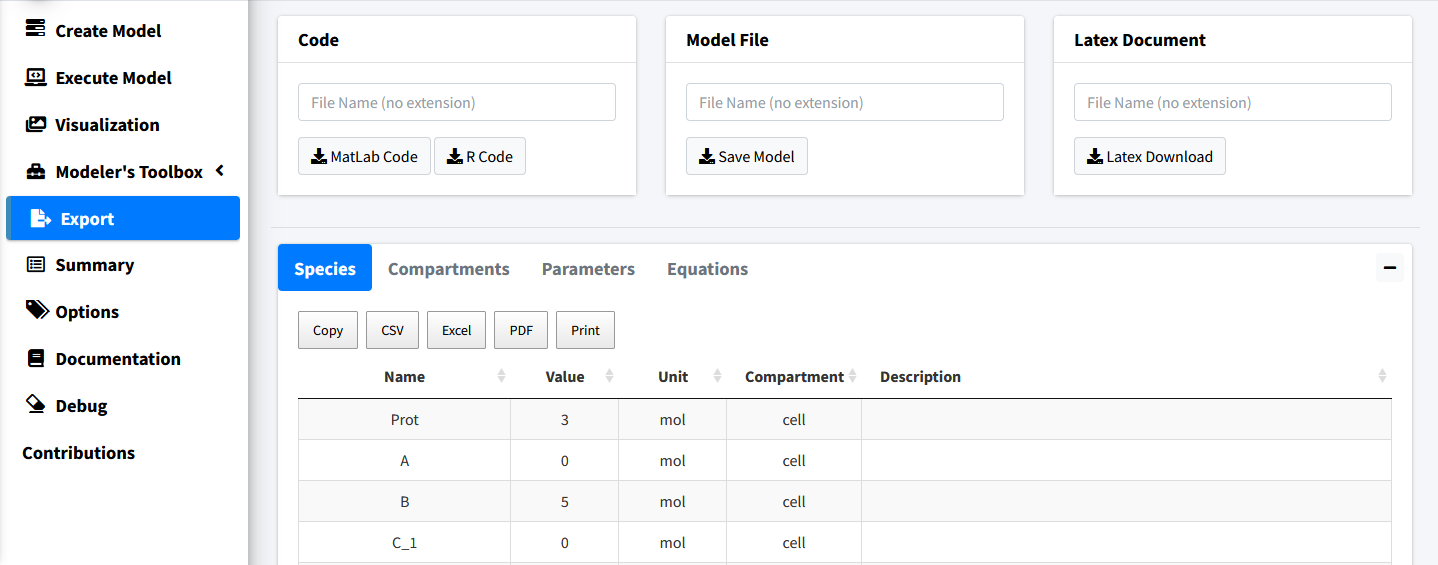 Create Model
Execute Model
Visualization
Modeler's Toolbox
Export
Summary
Options
Documentation
Debug
Contributions
Code
File Name (no extension)
MatLab Code R Code
Model File
File Name (no extension)
Save Model
Latex Document
File Name (no extension)
Latex Download
Species Compartments Parameters Equations
Copy CSV Excel PDF Print
Name Value Unit Compartment Description
Prot 3 mol cell
A 0 mol cell
B 5 mol cell
C_1 0 mol cell